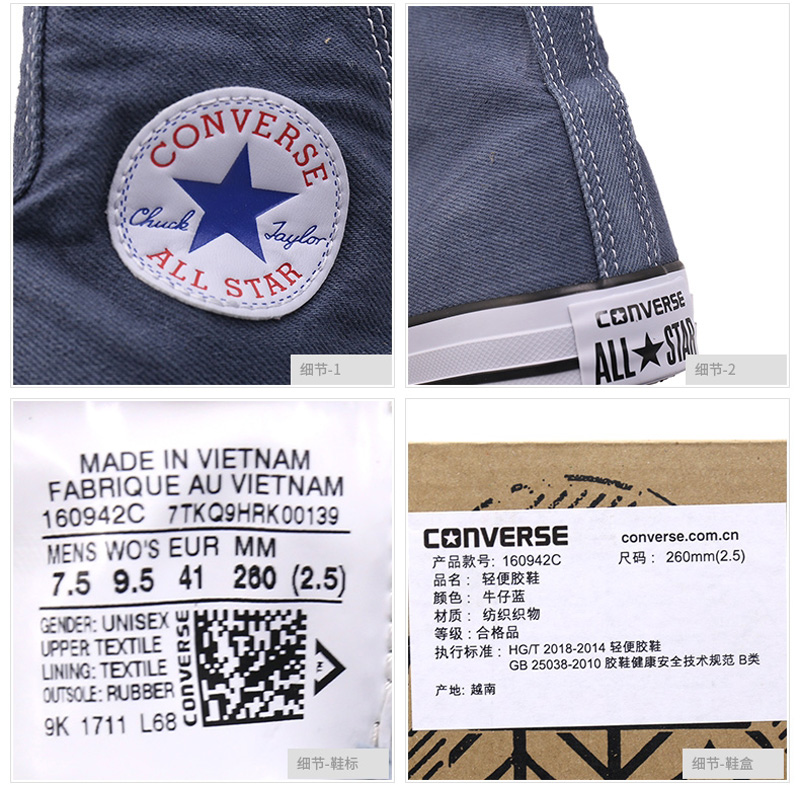 CONVERSE
Chuck Taylor
ALL STAR
细节-1
CONVERSE
ALL★STAR
细节-2
MADE IN VIETNAM
FABRIQUE AU VIETNAM
160942C 7TKQ9HRK00139
MENS WO'S EUR MM
7.5 9.5 41 260 (2.5)
GENDER: UNISEX
UPPER: TEXTILE
LINING: TEXTILE
OUTSOLE: RUBBER
9K 1711 L68
CONVERSE
TM
细节-鞋标
CONVERSE converse.com.cn
产品款号: 160942C 尺码: 260mm(2.5)
品名: 轻便胶鞋
颜色: 牛仔蓝
材质: 纺织织物
等级: 合格品
执行标准: HG/T 2018-2014 轻便胶鞋
GB 25038-2010 胶鞋健康安全技术规范 B类
产地: 越南
细节-鞋盒